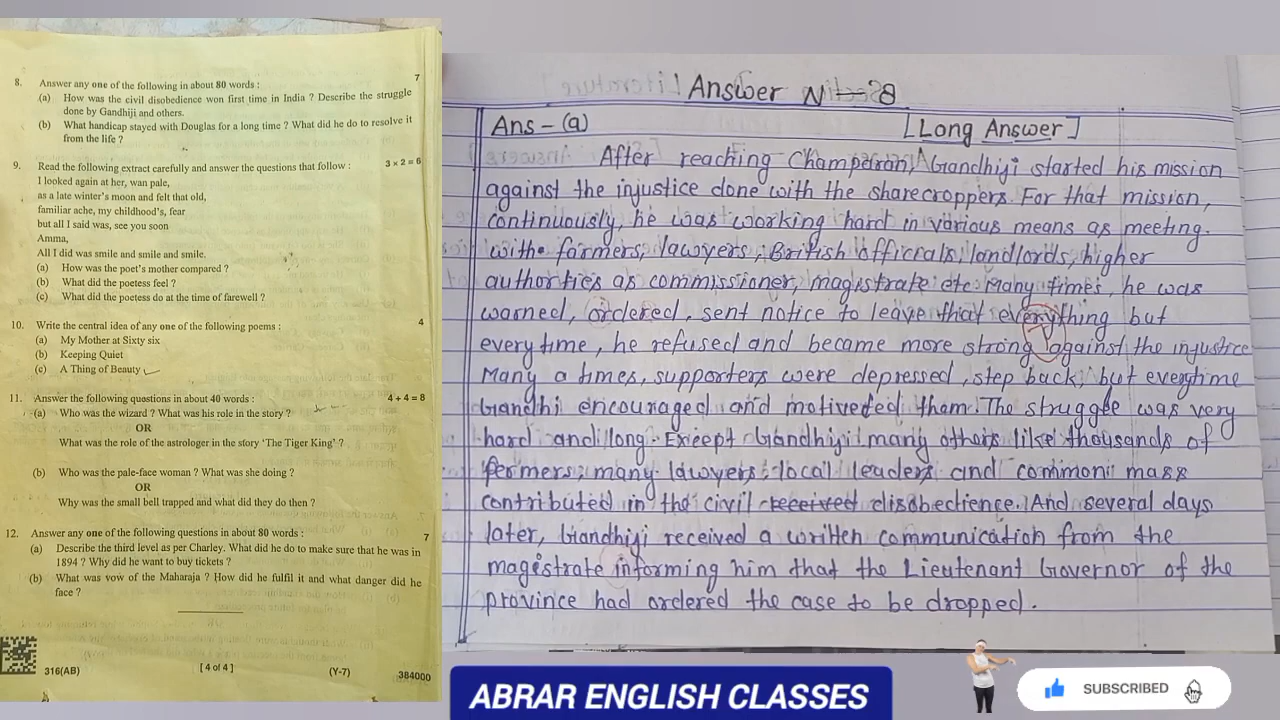 8. Answer any one of the following in about 80 words : 7
(a) How was the civil disobedience won first time in India ? Describe the struggle
done by Gandhiji and others.
(b) What handicap stayed with Douglas for a long time ? What did he do to resolve it
from the life ?
9. Read the following extract carefully and answer the questions that follow : 3 × 2 = 6
I looked again at her, wan pale,
as a late winter's moon and felt that old,
familiar ache, my childhood's, fear
but all I said was, see you soon
Amma,
All I did was smile and smile and smile.
(a) How was the poet's mother compared ?
(b) What did the poetess feel ?
(c) What did the poetess do at the time of farewell ?
10. Write the central idea of any one of the following poems : 4
(a) My Mother at Sixty six
(b) Keeping Quiet
(c) A Thing of Beauty
11. Answer the following questions in about 40 words : 4 + 4 = 8
(a) Who was the wizard ? What was his role in the story ?
OR
What was the role of the astrologer in the story 'The Tiger King' ?
(b) Who was the pale-face woman ? What was she doing ?
OR
Why was the small bell trapped and what did they do then ?
12. Answer any one of the following questions in about 80 words : 7
(a) Describe the third level as per Charley. What did he do to make sure that he was in
1894 ? Why did he want to buy tickets ?
(b) What was vow of the Maharaja ? How did he fulfil it and what danger did he
face ?
316(AB) [ 4 of 4 ] (Y-7) 384000
Answer N - 8
Ans - (a) [Long Answer]
After reaching Champaran, Gandhiji started his mission
against the injustice done with the sharecroppers. For that mission,
continuously, he was working hard in various means as meeting
with farmers, lawyers, British officials, landlords, higher
authorties as commissioner, magistrate etc. Many times, he was
warned, ordered, sent notice to leave that everything but
every time, he refused and became more strong against the injustice
Many a times, supporters were depressed, step back, but everytime
Gandhi encouraged and motiveded tham. The struggle was very
hard and long. Except Gandhiji many others like thousands of
fermers, many lawyers, local leaders and common mass
contributed in the civil received disobedience. And several days
later, Gandhiji received a written communication from the
magistrate informing him that the Lieutenant Governor of the
province had ordered the case to be dropped.
ABRAR ENGLISH CLASSES
SUBSCRIBED